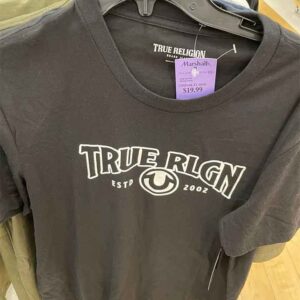 TRUE RELIGION
Marshalls
$19.99
TRUE RLGN
ESTD 2002